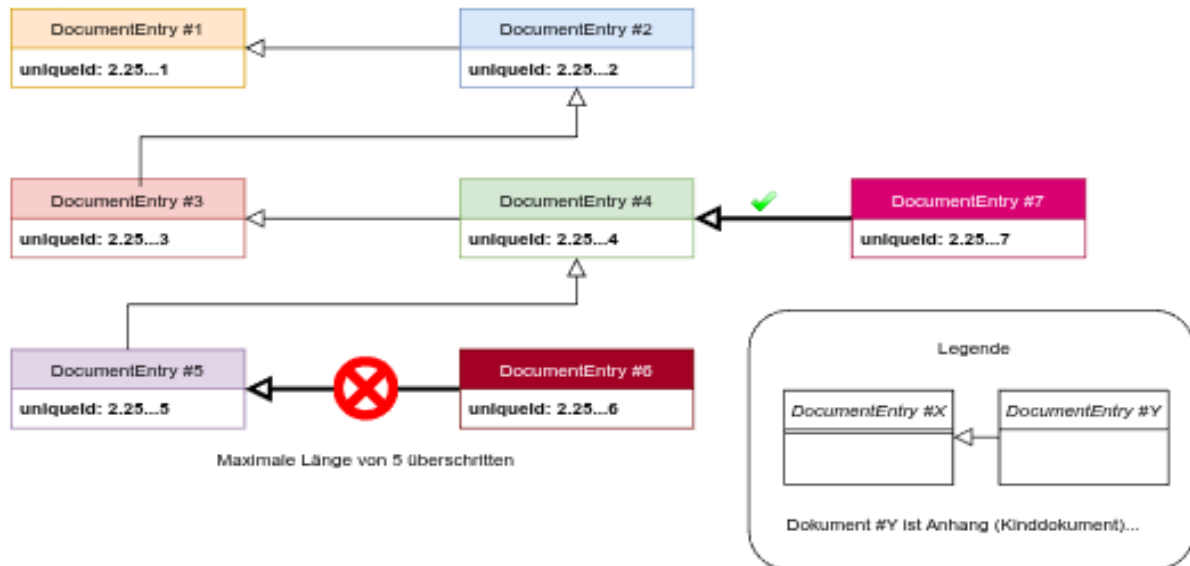 DocumentEntry #1
uniqueId: 2.25...1
DocumentEntry #2
uniqueId: 2.25...2
DocumentEntry #3
uniqueId: 2.25...3
DocumentEntry #4
uniqueId: 2.25...4
DocumentEntry #7
uniqueId: 2.25...7
DocumentEntry #5
uniqueId: 2.25...5
DocumentEntry #6
uniqueId: 2.25...6
Maximale Länge von 5 überschritten
Legende
DocumentEntry #X
DocumentEntry #Y
Dokument #Y ist Anhang (Kinddokument)...